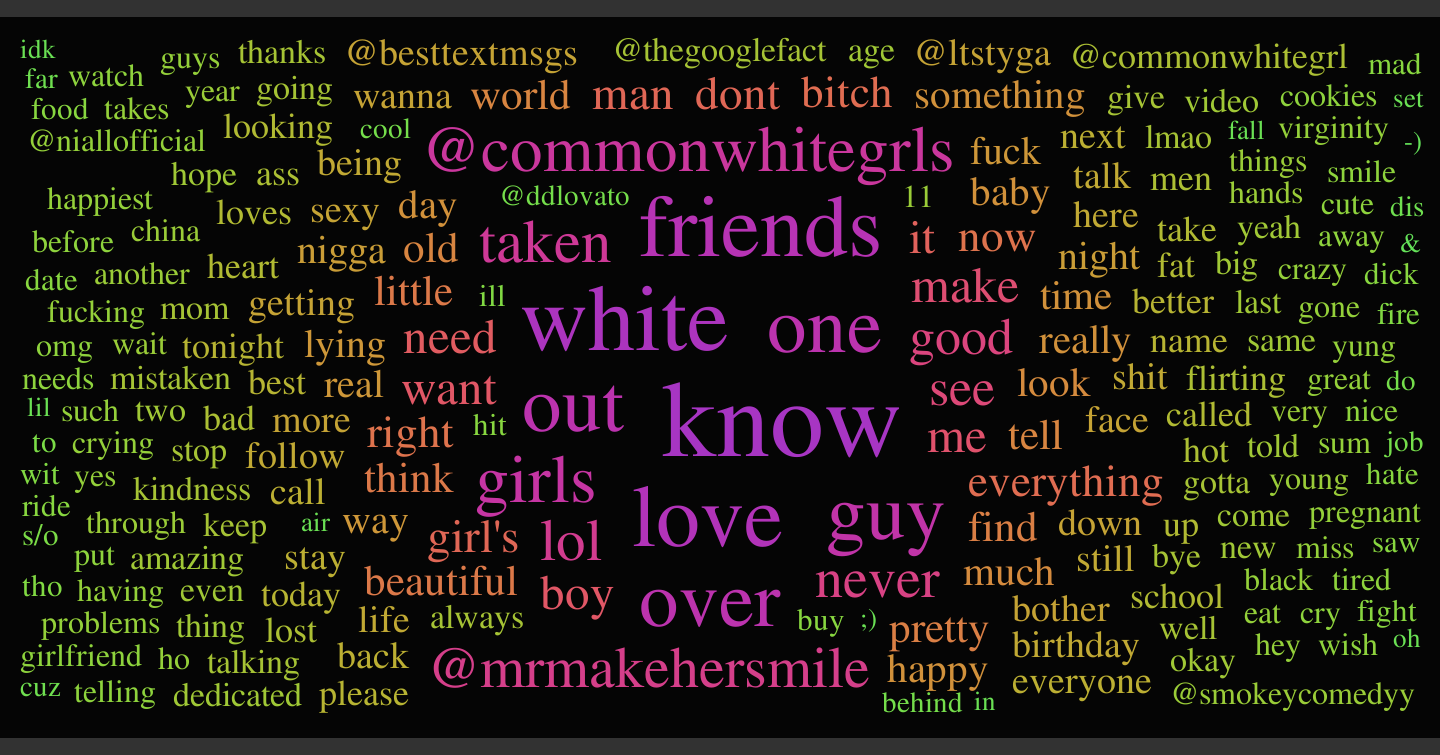 idk guys thanks @besttextmsgs @thegooglefact age @ltstyga @commonwhitegrl mad
far watch year going wanna world man dont bitch something give video cookies set
food takes
@niallofficial looking cool @commonwhitegrls fuck next lmao fall virginity -)
hope ass being baby talk men things smile
happiest loves sexy day @ddlovato friends 11 here hands cute dis
before china nigga old taken it now take yeah away &
date another heart night fat big crazy dick
fucking mom getting little ill white one make time better last gone fire
omg wait tonight lying need good really name same yung
needs mistaken best real want out know see look shit flirting great do
lil such two bad more right hit me tell face called very nice
to crying stop follow girls hot told sum job
wit yes kindness call think everything gotta young hate
ride
s/o through keep air way girl's lol love guy find down up come pregnant
put amazing stay still bye new miss saw
tho having even today beautiful boy over never much bother school black tired
problems thing lost life always buy ;) pretty birthday well eat cry fight
girlfriend ho talking back @mrmakehersmile happy okay hey wish oh
cuz telling dedicated please behind in everyone @smokeycomedyy